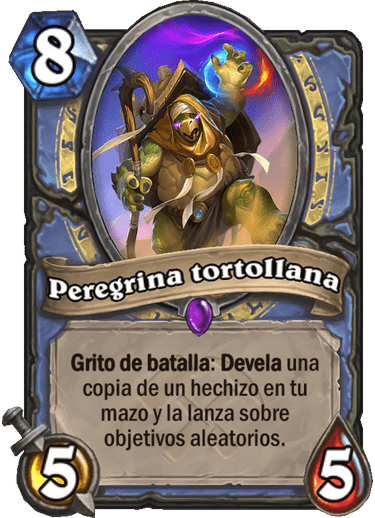 8
Peregrina tortollana
Grito de batalla: Devela una
copia de un hechizo en tu
mazo y la lanza sobre
objetivos aleatorios.
5
5